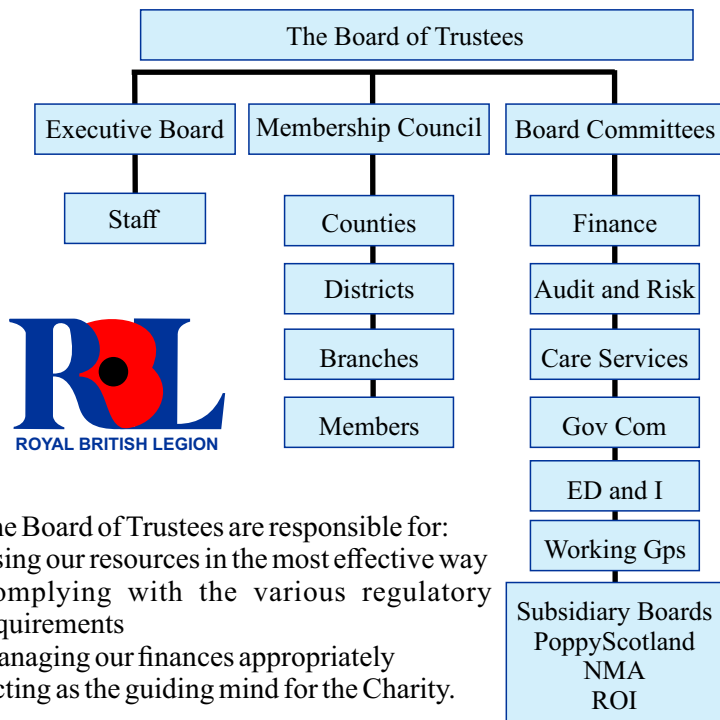 The Board of Trustees
Executive Board
Membership Council
Board Committees
Staff
Counties
Finance
Districts
Audit and Risk
Branches
Care Services
Members
Gov Com
ED and I
Working Gps
Subsidiary Boards
PoppyScotland
NMA
ROI
RBL
ROYAL BRITISH LEGION
he Board of Trustees are responsible for:
sing our resources in the most effective way
omplying with the various regulatory
quirements
anaging our finances appropriately
cting as the guiding mind for the Charity.